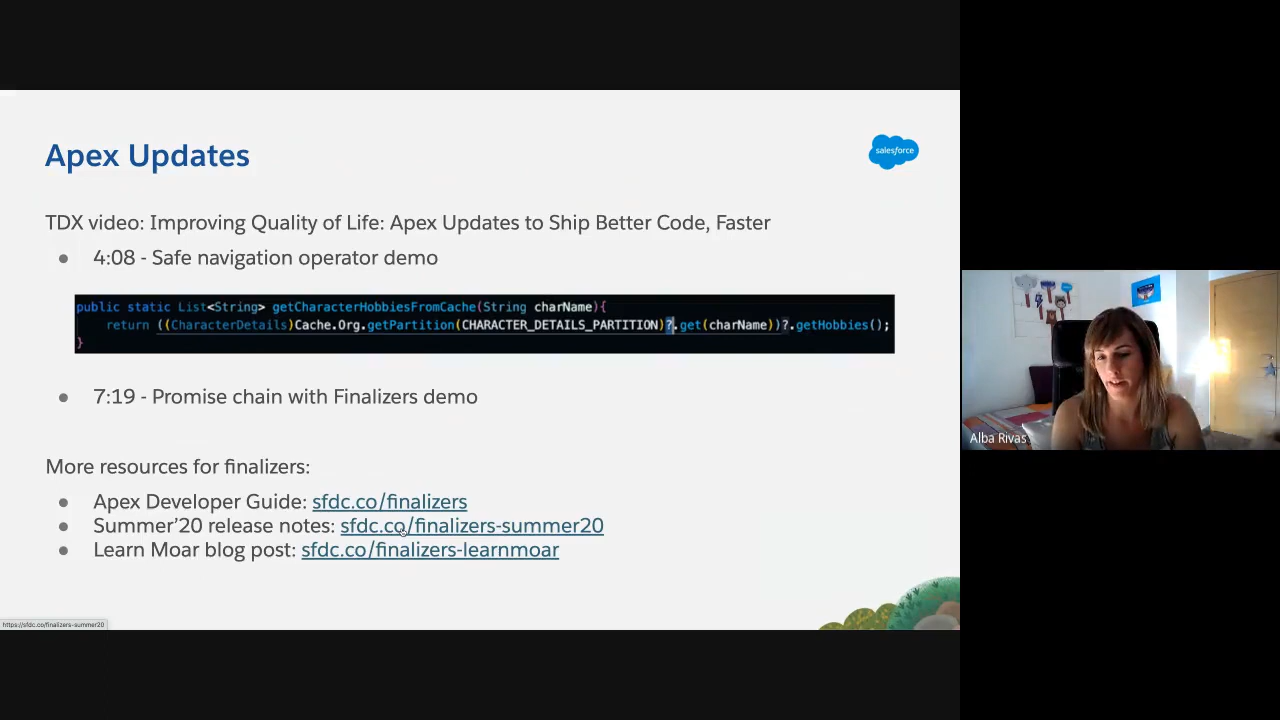 Apex Updates
salesforce
TDX video: Improving Quality of Life: Apex Updates to Ship Better Code, Faster
● 4:08 - Safe navigation operator demo
public static List<String> getCharacterHobbiesFromCache(String charName){
return ((CharacterDetails)Cache.Org.getPartition(CHARACTER_DETAILS_PARTITION)?.get(charName))?.getHobbies();
}
● 7:19 - Promise chain with Finalizers demo
More resources for finalizers:
● Apex Developer Guide: sfdc.co/finalizers
● Summer’20 release notes: sfdc.co/finalizers-summer20
● Learn Moar blog post: sfdc.co/finalizers-learnmoar
https://sfdc.co/finalizers-summer20
Alba Rivas